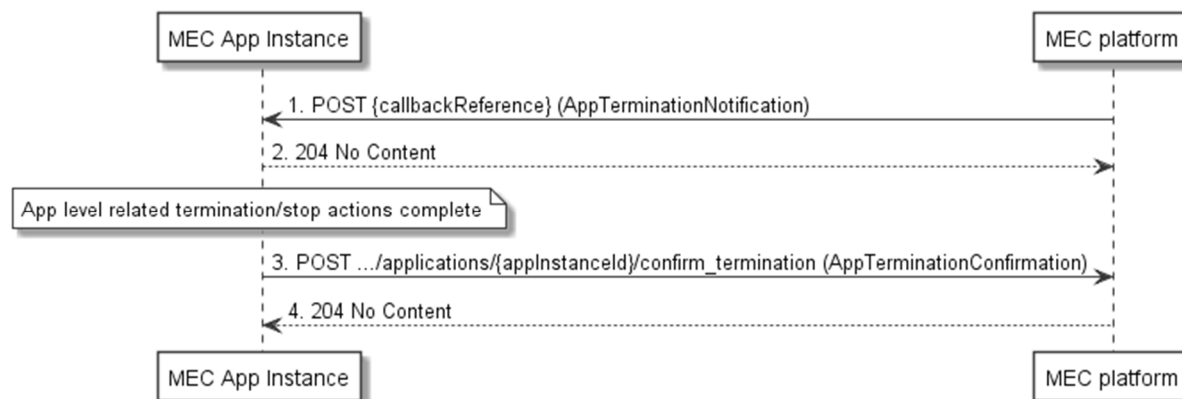 MEC App Instance
MEC platform
1. POST {callbackReference} (AppTerminationNotification)
2. 204 No Content
App level related termination/stop actions complete
3. POST .../applications/{appInstanceId}/confirm_termination (AppTerminationConfirmation)
4. 204 No Content
MEC App Instance
MEC platform